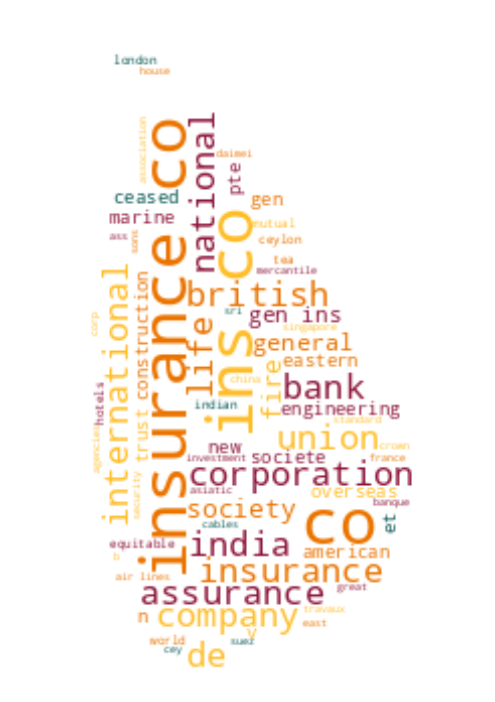 london
house
association
insurance co
national
daimei
pte
ceased
gen
marine
ins co
mutual
ass
sons
ceylon
tea
mercantile
international
construction
british
corp
sri
gen ins
life
singapore
general
eastern
fire
china
bank
hotels
indian
engineering
trust
standard
union
new
crown
agencies
investment
societe
france
corporation
security
asiatic
overseas
banque
society
co
et
cables
equitable
india
american
b
insurance
air lines
assurance
great
n
company
travaux
east
v
world
suez
cey
de